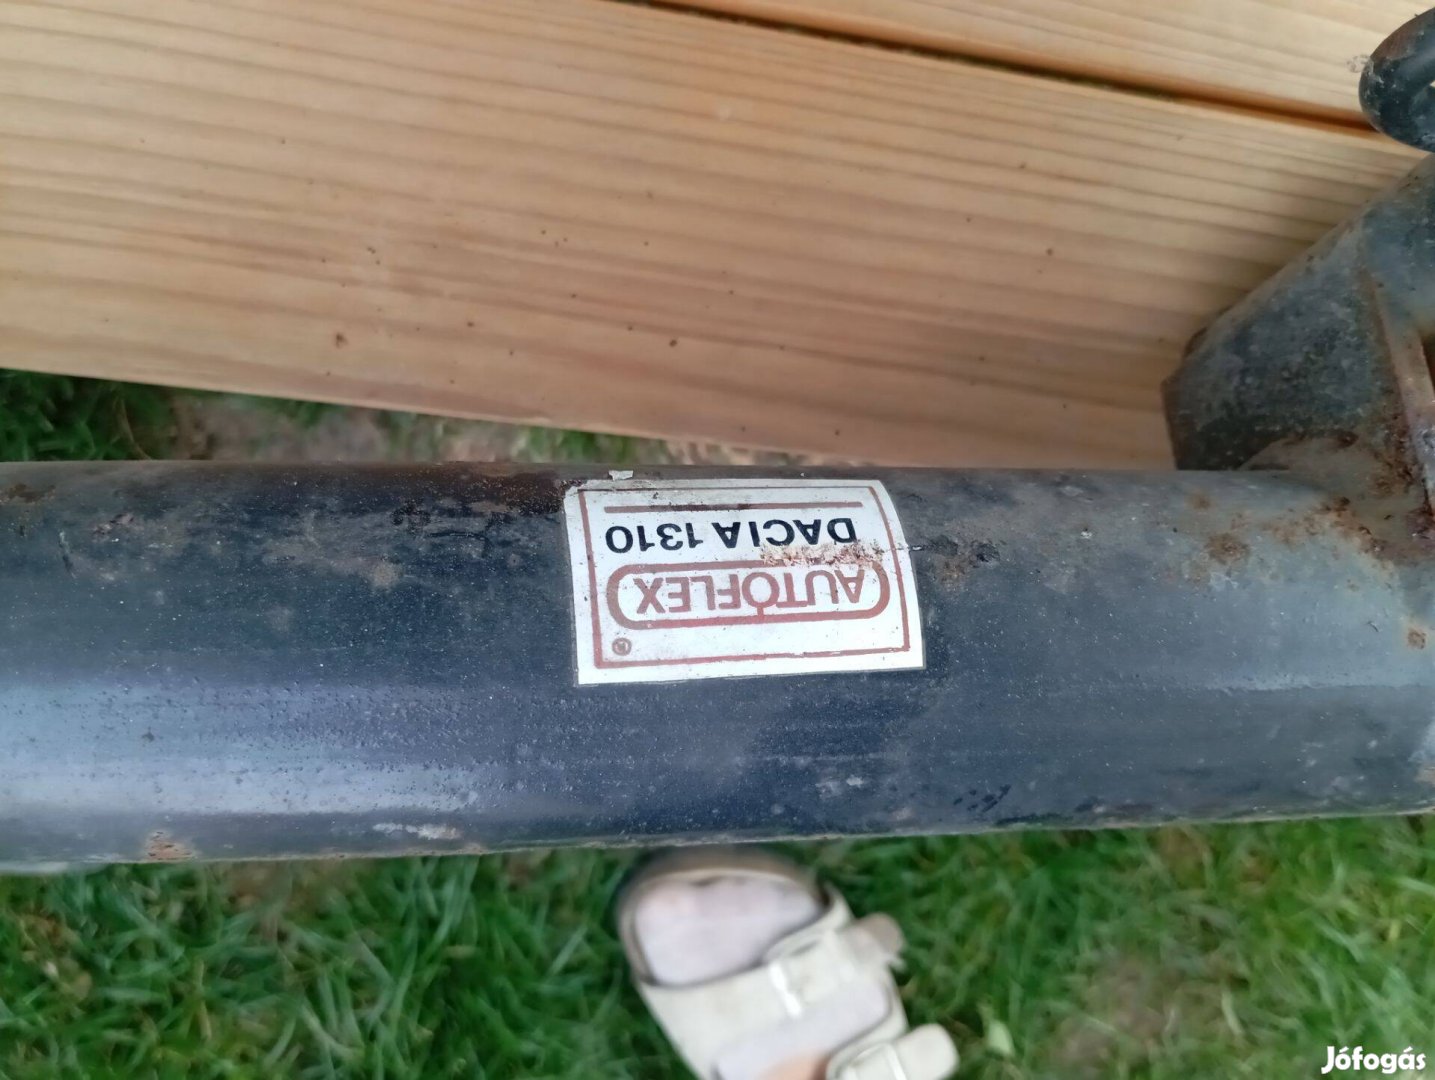 ®
AUTÓFLEX
DACIA 1310
Jófogás